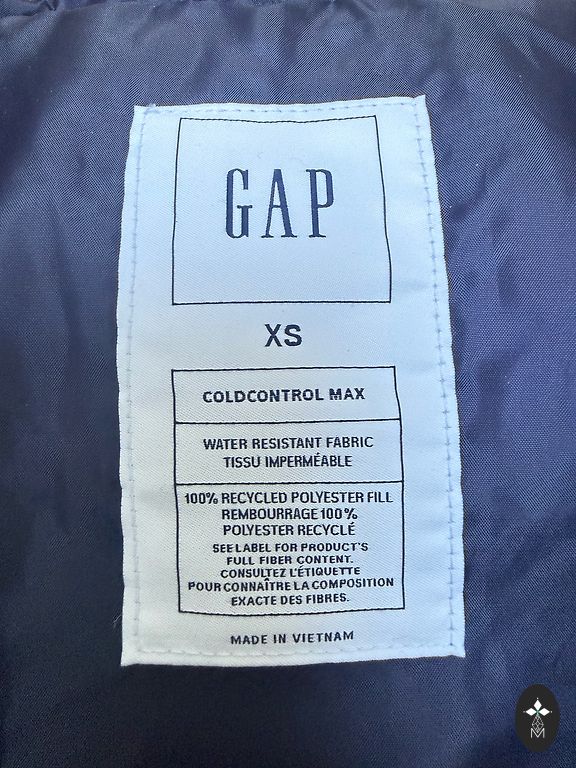 GAP
XS
COLDCONTROL MAX
WATER RESISTANT FABRIC
TISSU IMPERMÉABLE
100% RECYCLED POLYESTER FILL
REMBOURRAGE 100%
POLYESTER RECYCLÉ
SEE LABEL FOR PRODUCT'S
FULL FIBER CONTENT.
CONSULTEZ L'ÉTIQUETTE
POUR CONNAÎTRE LA COMPOSITION
EXACTE DES FIBRES.
MADE IN VIETNAM
M